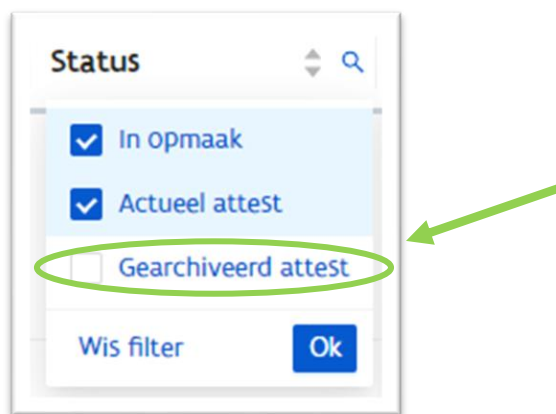 Status
In opmaak
Actueel attest
Gearchiveerd attest
Wis filter
Ok